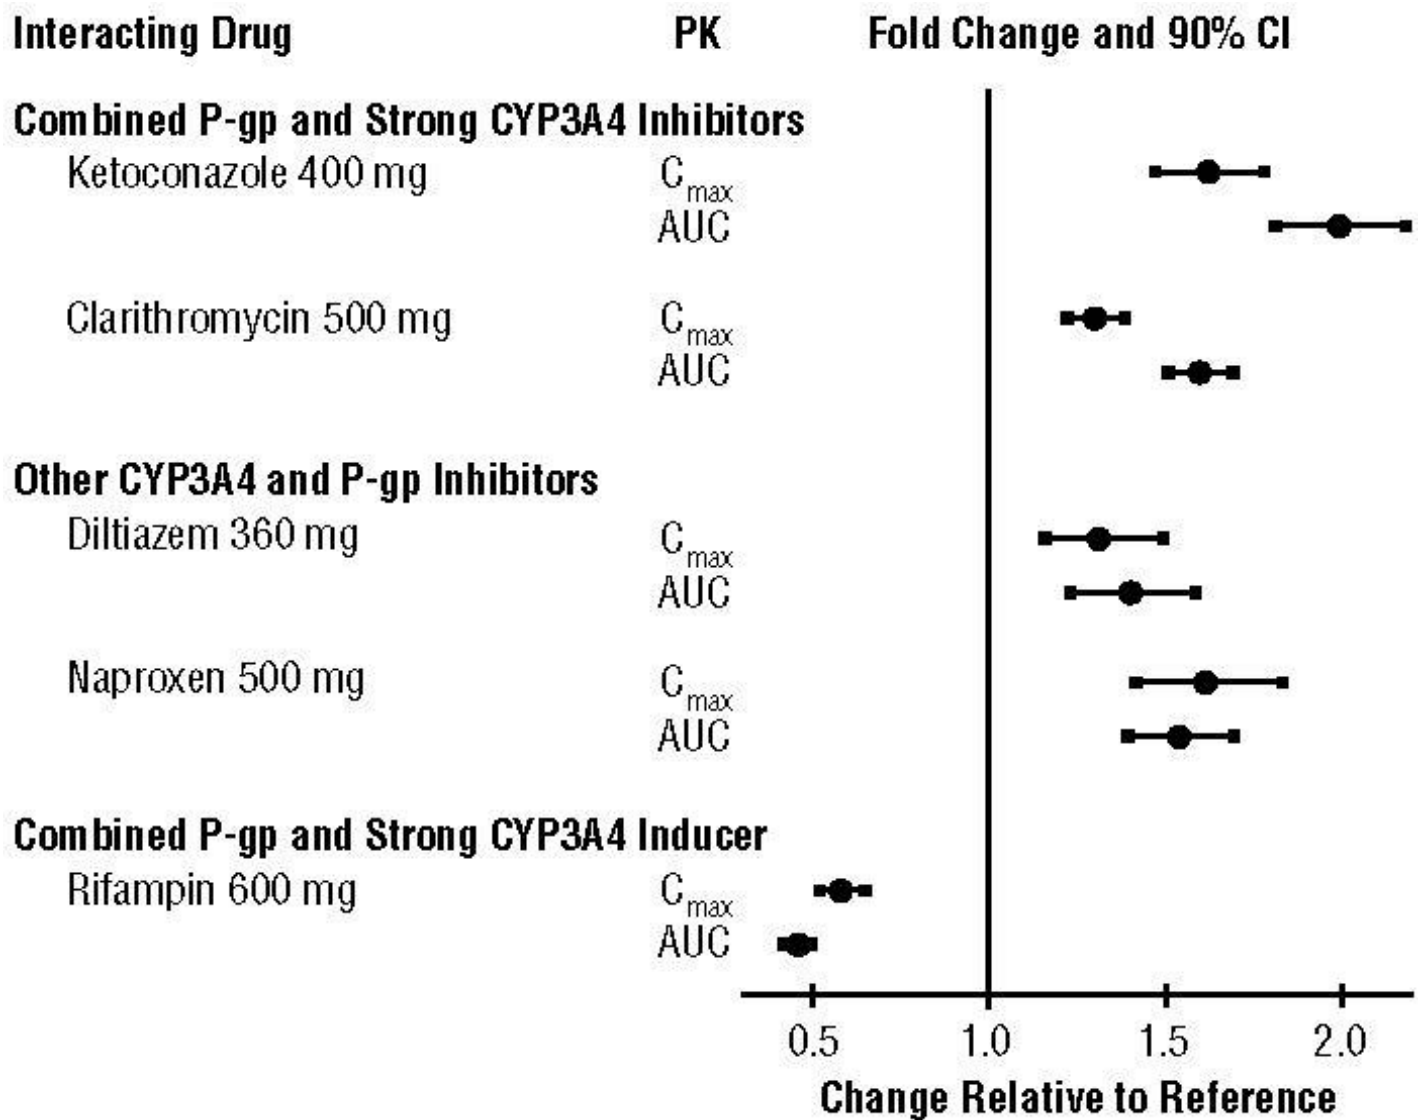 Interacting Drug PK Fold Change and 90% CI
Combined P-gp and Strong CYP3A4 Inhibitors
Ketoconazole 400 mg Cmax
AUC
Clarithromycin 500 mg Cmax
AUC
Other CYP3A4 and P-gp Inhibitors
Diltiazem 360 mg Cmax
AUC
Naproxen 500 mg Cmax
AUC
Combined P-gp and Strong CYP3A4 Inducer
Rifampin 600 mg Cmax
AUC
0.5 1.0 1.5 2.0
Change Relative to Reference